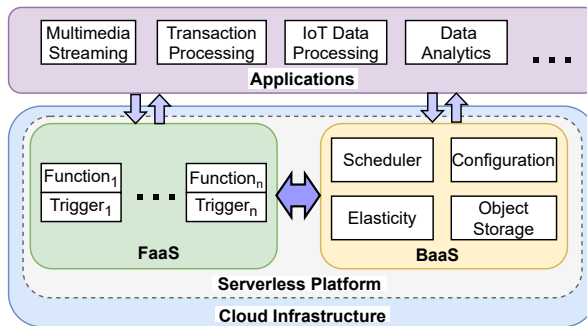 Multimedia
Streaming
Transaction
Processing
IoT Data
Processing
Data
Analytics
...
Applications
Function1
Trigger1
...
Functionn
Triggern
FaaS
Scheduler
Configuration
Elasticity
Object
Storage
BaaS
Serverless Platform
Cloud Infrastructure